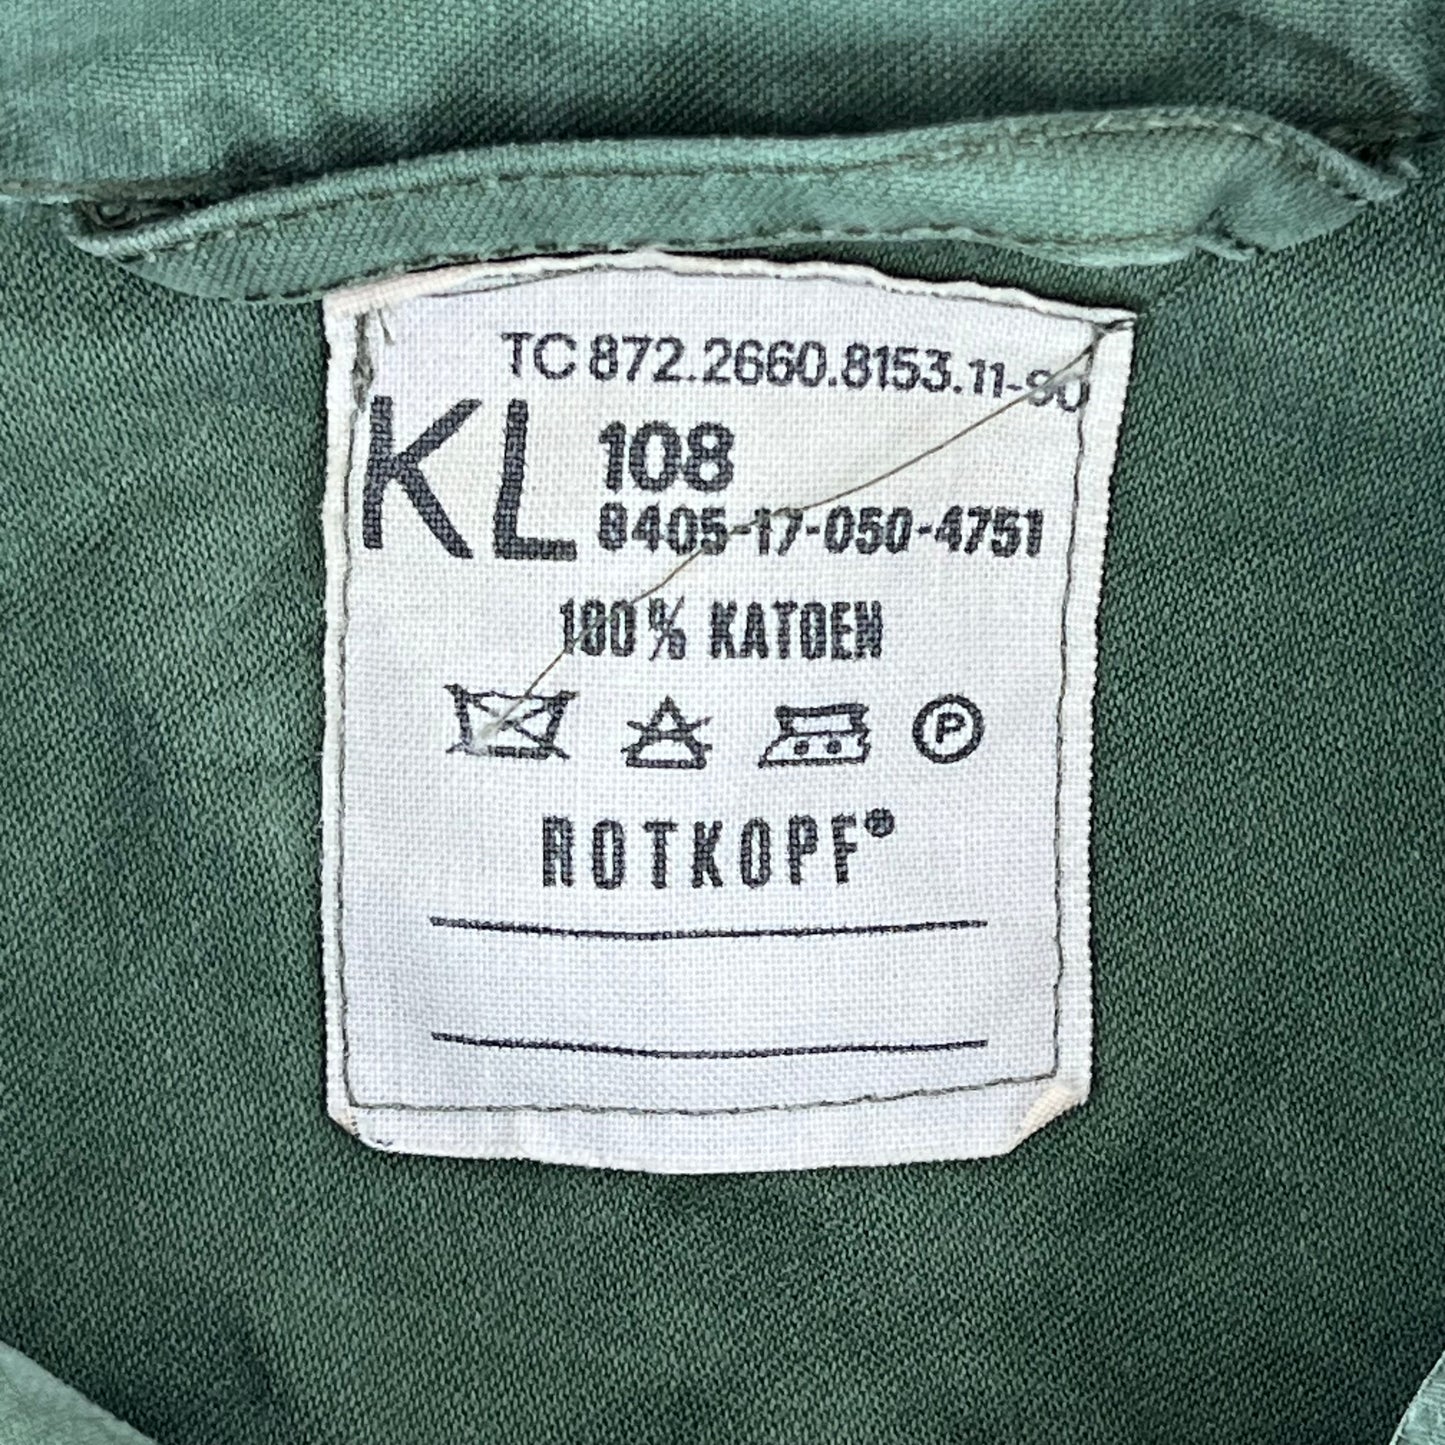 TC 872.2660.8153.11-90
KL 108
8405-17-050-4751
100% KATOEN
P
ROTKOPF®